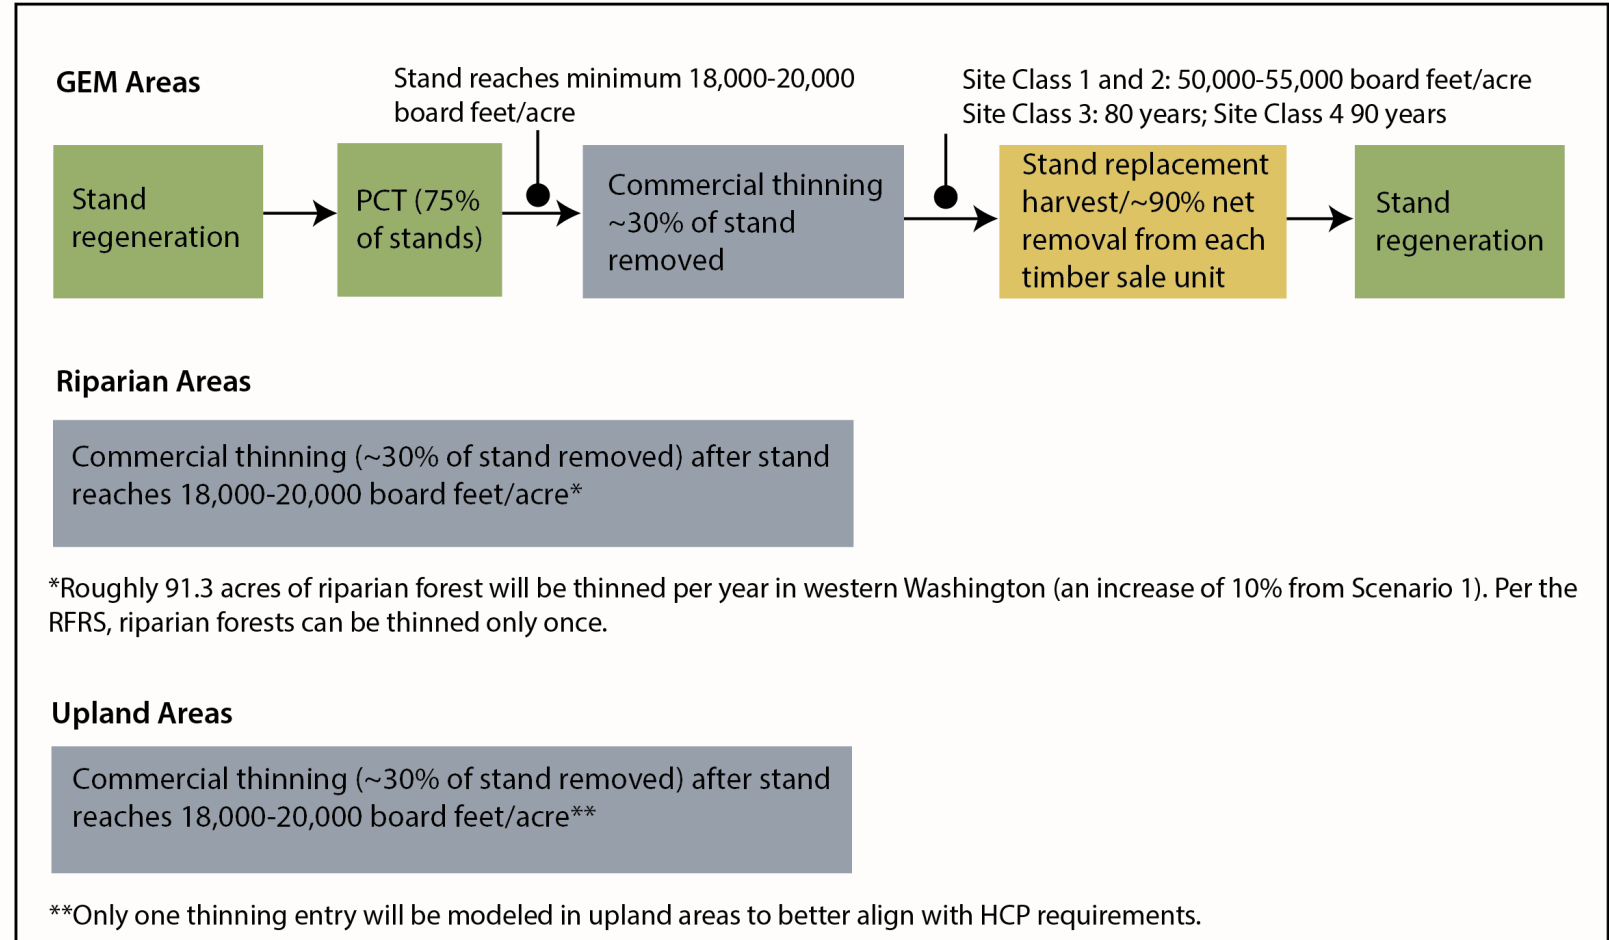 GEM Areas
Stand reaches minimum 18,000-20,000
board feet/acre
Site Class 1 and 2: 50,000-55,000 board feet/acre
Site Class 3: 80 years; Site Class 4 90 years
Stand
regeneration
PCT (75%
of stands)
Commercial thinning
~30% of stand
removed
Stand replacement
harvest/~90% net
removal from each
timber sale unit
Stand
regeneration
Riparian Areas
Commercial thinning (~30% of stand removed) after stand
reaches 18,000-20,000 board feet/acre*
*Roughly 91.3 acres of riparian forest will be thinned per year in western Washington (an increase of 10% from Scenario 1). Per the
RFRS, riparian forests can be thinned only once.
Upland Areas
Commercial thinning (~30% of stand removed) after stand
reaches 18,000-20,000 board feet/acre**
**Only one thinning entry will be modeled in upland areas to better align with HCP requirements.